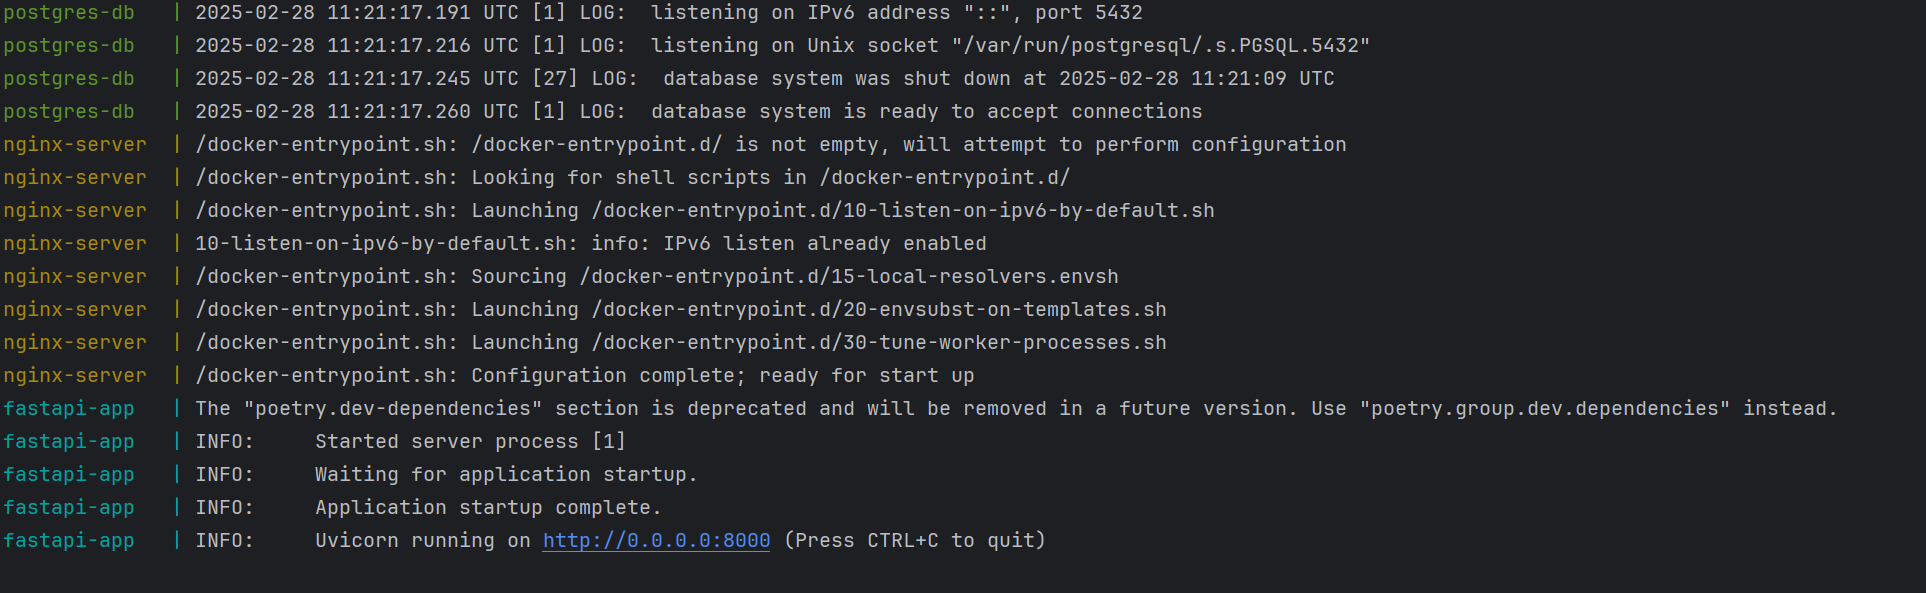 postgres-db   | 2025-02-28 11:21:17.191 UTC [1] LOG:  listening on IPv6 address "::", port 5432
postgres-db   | 2025-02-28 11:21:17.216 UTC [1] LOG:  listening on Unix socket "/var/run/postgresql/.s.PGSQL.5432"
postgres-db   | 2025-02-28 11:21:17.245 UTC [27] LOG:  database system was shut down at 2025-02-28 11:21:09 UTC
postgres-db   | 2025-02-28 11:21:17.260 UTC [1] LOG:  database system is ready to accept connections
nginx-server  | /docker-entrypoint.sh: /docker-entrypoint.d/ is not empty, will attempt to perform configuration
nginx-server  | /docker-entrypoint.sh: Looking for shell scripts in /docker-entrypoint.d/
nginx-server  | /docker-entrypoint.sh: Launching /docker-entrypoint.d/10-listen-on-ipv6-by-default.sh
nginx-server  | 10-listen-on-ipv6-by-default.sh: info: IPv6 listen already enabled
nginx-server  | /docker-entrypoint.sh: Sourcing /docker-entrypoint.d/15-local-resolvers.envsh
nginx-server  | /docker-entrypoint.sh: Launching /docker-entrypoint.d/20-envsubst-on-templates.sh
nginx-server  | /docker-entrypoint.sh: Launching /docker-entrypoint.d/30-tune-worker-processes.sh
nginx-server  | /docker-entrypoint.sh: Configuration complete; ready for start up
fastapi-app   | The "poetry.dev-dependencies" section is deprecated and will be removed in a future version. Use "poetry.group.dev.dependencies" instead.
fastapi-app   | INFO:     Started server process [1]
fastapi-app   | INFO:     Waiting for application startup.
fastapi-app   | INFO:     Application startup complete.
fastapi-app   | INFO:     Uvicorn running on http://0.0.0.0:8000 (Press CTRL+C to quit)